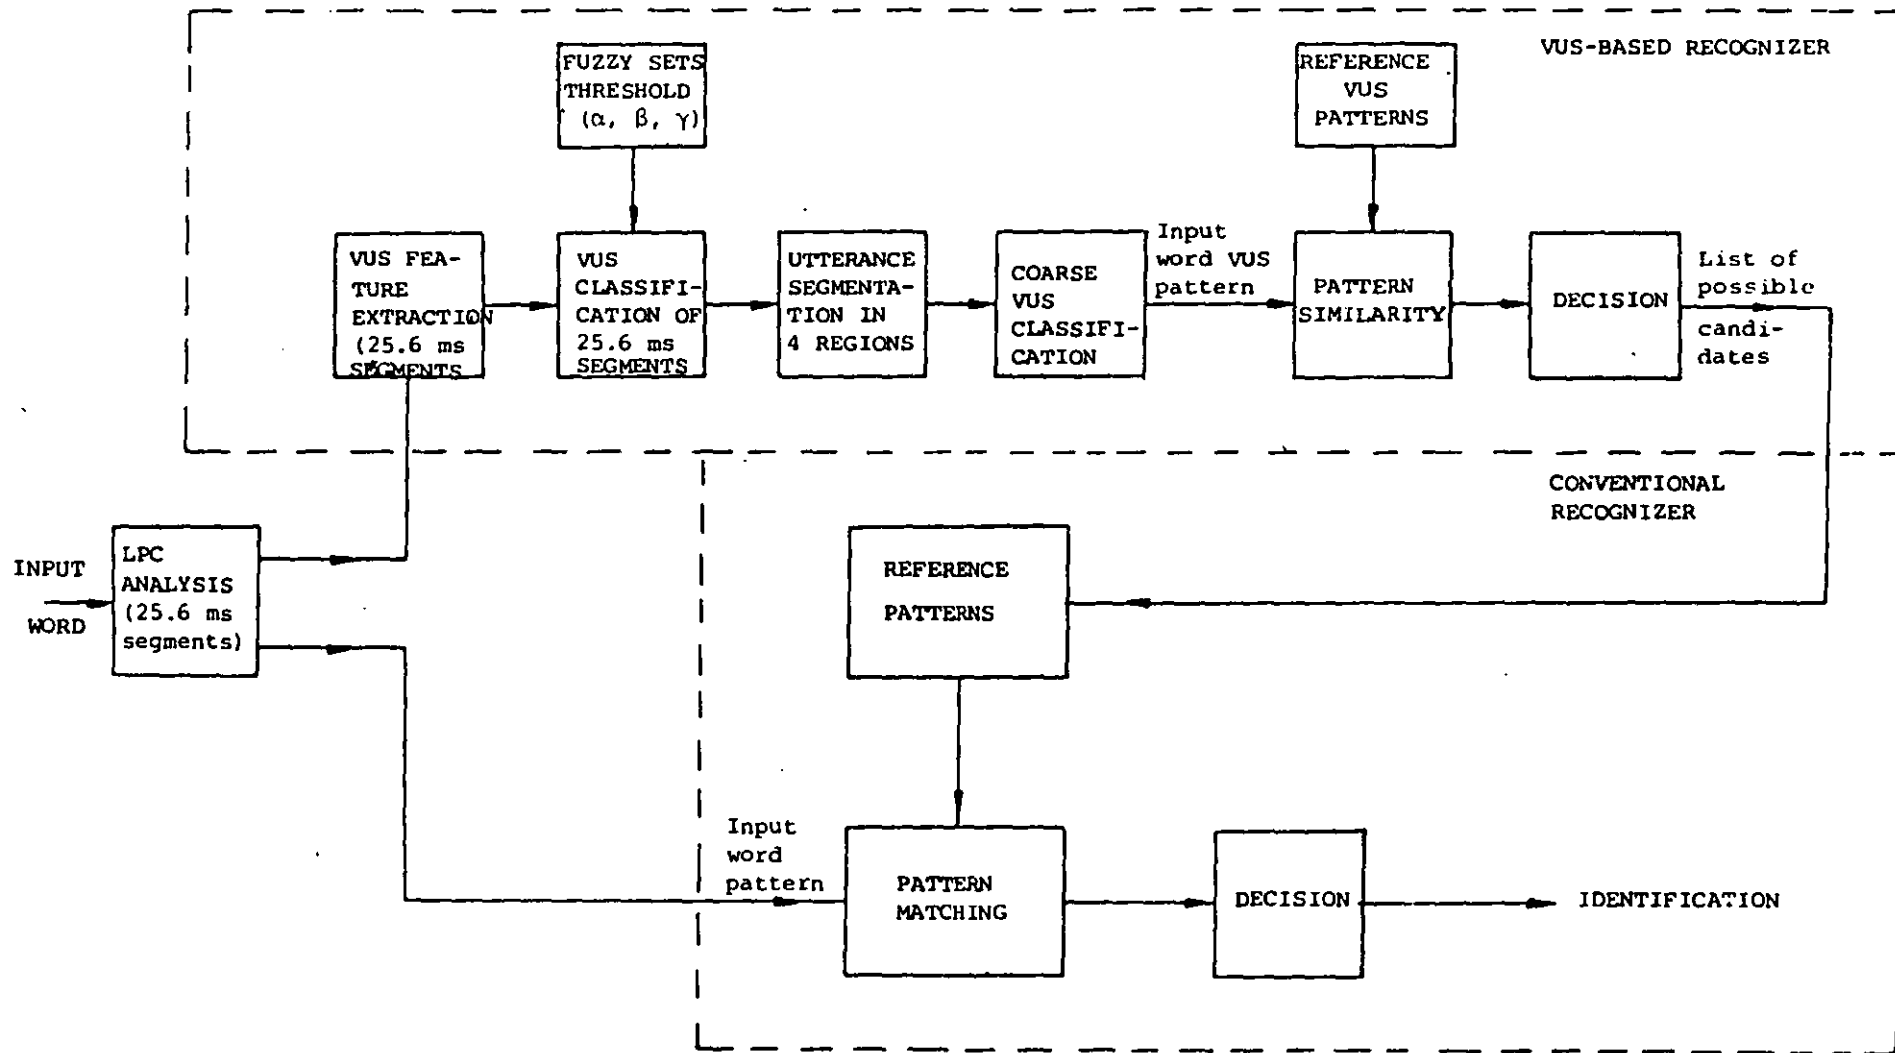 VUS-BASED RECOGNIZER
FUZZY SETS
THRESHOLD
(α, β, γ)
REFERENCE
VUS
PATTERNS
VUS FEA-
TURE
EXTRACTION
(25.6 ms
SEGMENTS
VUS
CLASSIFI-
CATION OF
25.6 ms
SEGMENTS
UTTERANCE
SEGMENTA-
TION IN
4 REGIONS
COARSE
VUS
CLASSIFI-
CATION
Input
word VUS
pattern
PATTERN
SIMILARITY
DECISION
List of
possible
candi-
dates
CONVENTIONAL
RECOGNIZER
INPUT
WORD
LPC
ANALYSIS
(25.6 ms
segments)
REFERENCE
PATTERNS
Input
word
pattern
PATTERN
MATCHING
DECISION
IDENTIFICATION